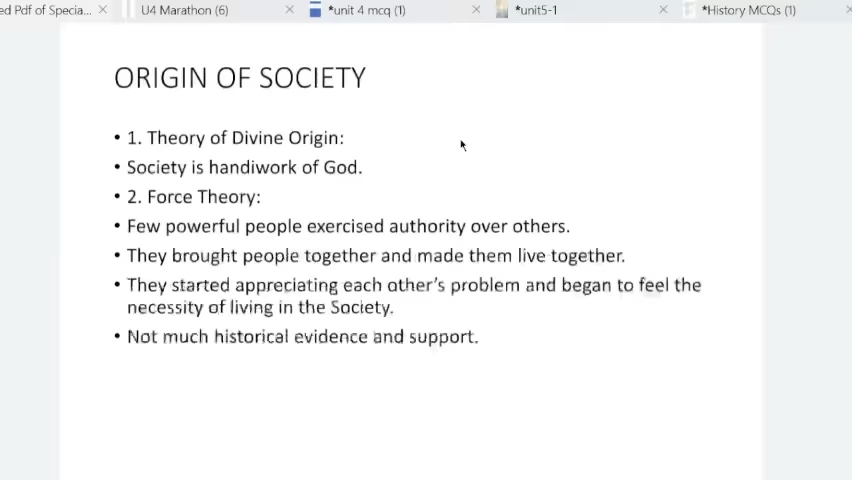 ed Pdf of Specia...
U4 Marathon (6)
*unit 4 mcq (1)
*unit5-1
*History MCQs (1)
ORIGIN OF SOCIETY
• 1. Theory of Divine Origin:
• Society is handiwork of God.
• 2. Force Theory:
• Few powerful people exercised authority over others.
• They brought people together and made them live together.
• They started appreciating each other's problem and began to feel the
necessity of living in the Society.
• Not much historical evidence and support.